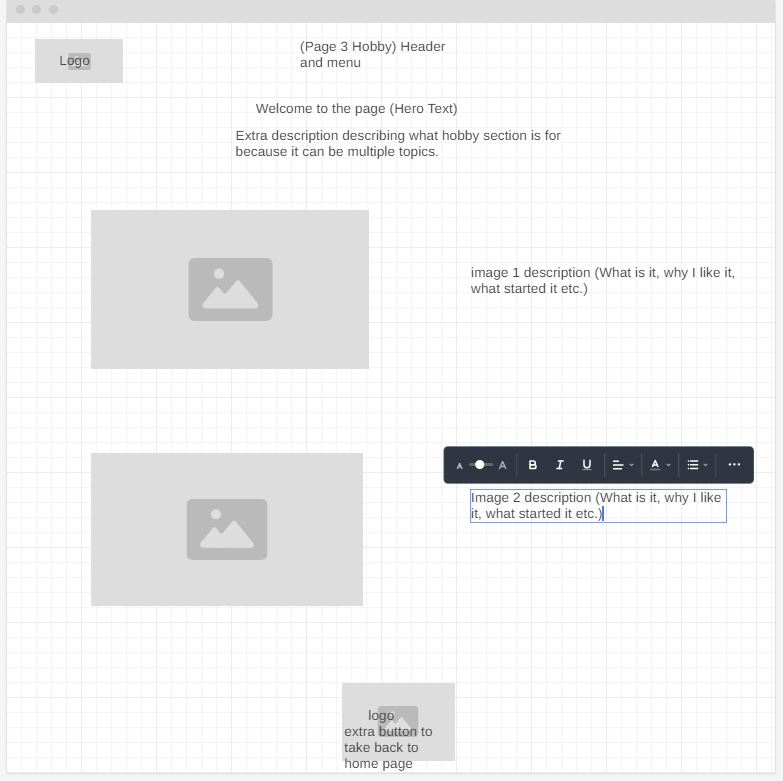 Logo
(Page 3 Hobby) Header
and menu
Welcome to the page (Hero Text)
Extra description describing what hobby section is for
because it can be multiple topics.
image 1 description (What is it, why I like it,
what started it etc.)
A A B I U A
Image 2 description (What is it, why I like
it, what started it etc.)
logo
extra button to
take back to
home page